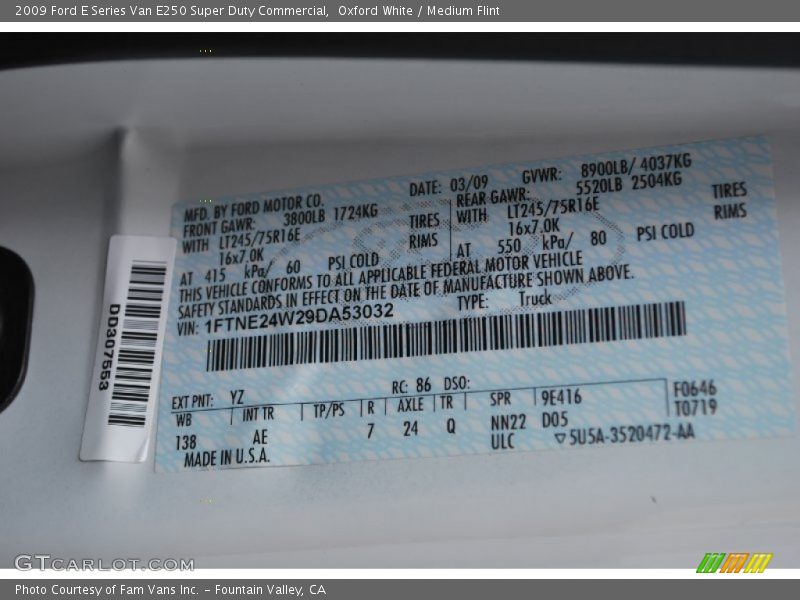 2009 Ford E Series Van E250 Super Duty Commercial, Oxford White / Medium Flint
MFD. BY FORD MOTOR CO. DATE: 03/09 GVWR: 8900LB/ 4037KG
FRONT GAWR: 3800LB 1724KG REAR GAWR: 5520LB 2504KG
WITH LT245/75R16E TIRES WITH LT245/75R16E TIRES
16x7.0K RIMS 16x7.0K RIMS
AT 415 kPa/ 60 PSI COLD AT 550 kPa/ 80 PSI COLD
THIS VEHICLE CONFORMS TO ALL APPLICABLE FEDERAL MOTOR VEHICLE
SAFETY STANDARDS IN EFFECT ON THE DATE OF MANUFACTURE SHOWN ABOVE.
VIN: 1FTNE24W29DA53032 TYPE: Truck
DD307553
EXT PNT: YZ RC: 86 DSO:
WB INT TR TP/PS R AXLE TR SPR 9E416 F0646
138 AE 7 24 Q NN22 D05 T0719
MADE IN U.S.A. ULC ▽5U5A-3520472-AA
GTCARLOT.COM
Photo Courtesy of Fam Vans Inc. - Fountain Valley, CA